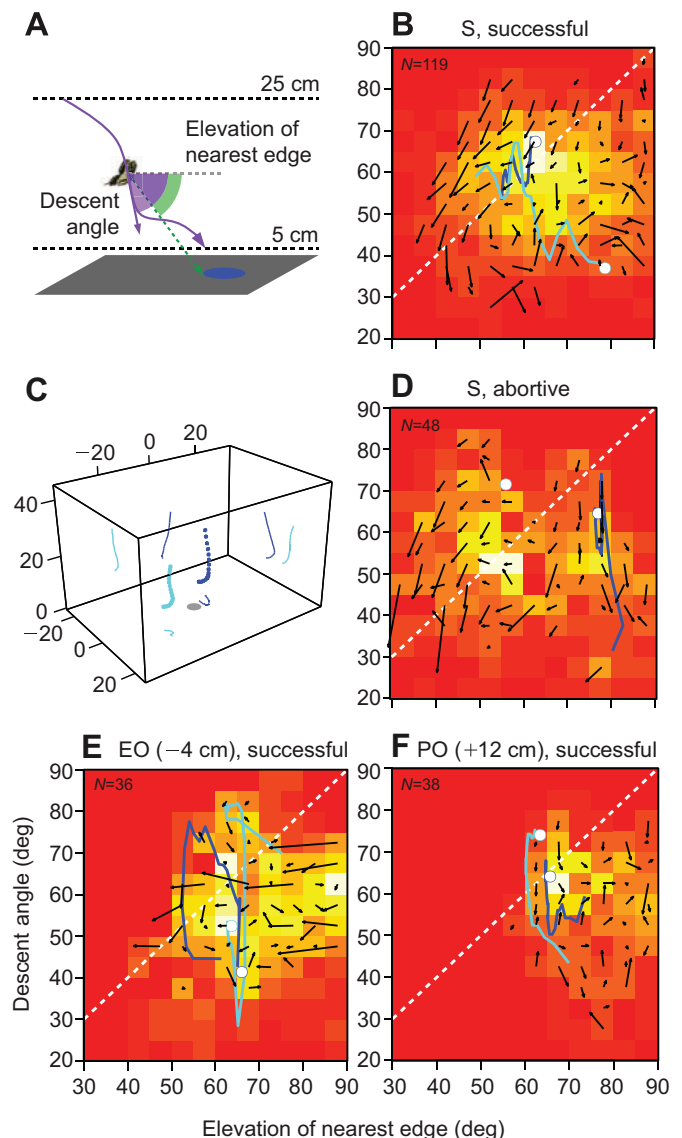 A
25 cm
Elevation of
nearest edge
Descent
angle
5 cm
B
S, successful
N=119
90
80
70
60
50
40
30
20
C
−20
0
20
40
20
0
−20
0
20
D
S, abortive
N=48
90
80
70
60
50
40
30
20
E
EO (−4 cm), successful
N=36
90
80
70
60
50
40
30
20
30 40 50 60 70 80 90
Descent angle (deg)
F
PO (+12 cm), successful
N=38
90
80
70
60
50
40
30
20
30 40 50 60 70 80 90
Elevation of nearest edge (deg)